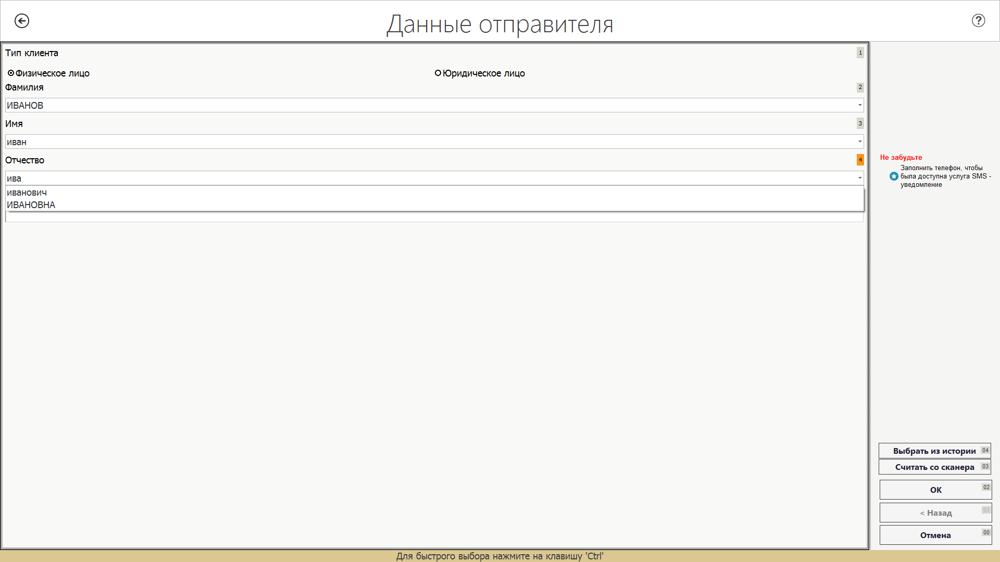 Данные отправителя
?
Тип клиента 1
Физическое лицо Юридическое лицо
Фамилия 2
ИВАНОВ
Имя 3
иван
Отчество 4
ива
иванович
ИВАНОВНА
Не забудьте
Заполнить телефон, чтобы
была доступна услуга SMS -
уведомление
Выбрать из истории 04
Считать со сканера 03
ОК 02
< Назад 01
Отмена 00
Для быстрого выбора нажмите на клавишу 'Ctrl'